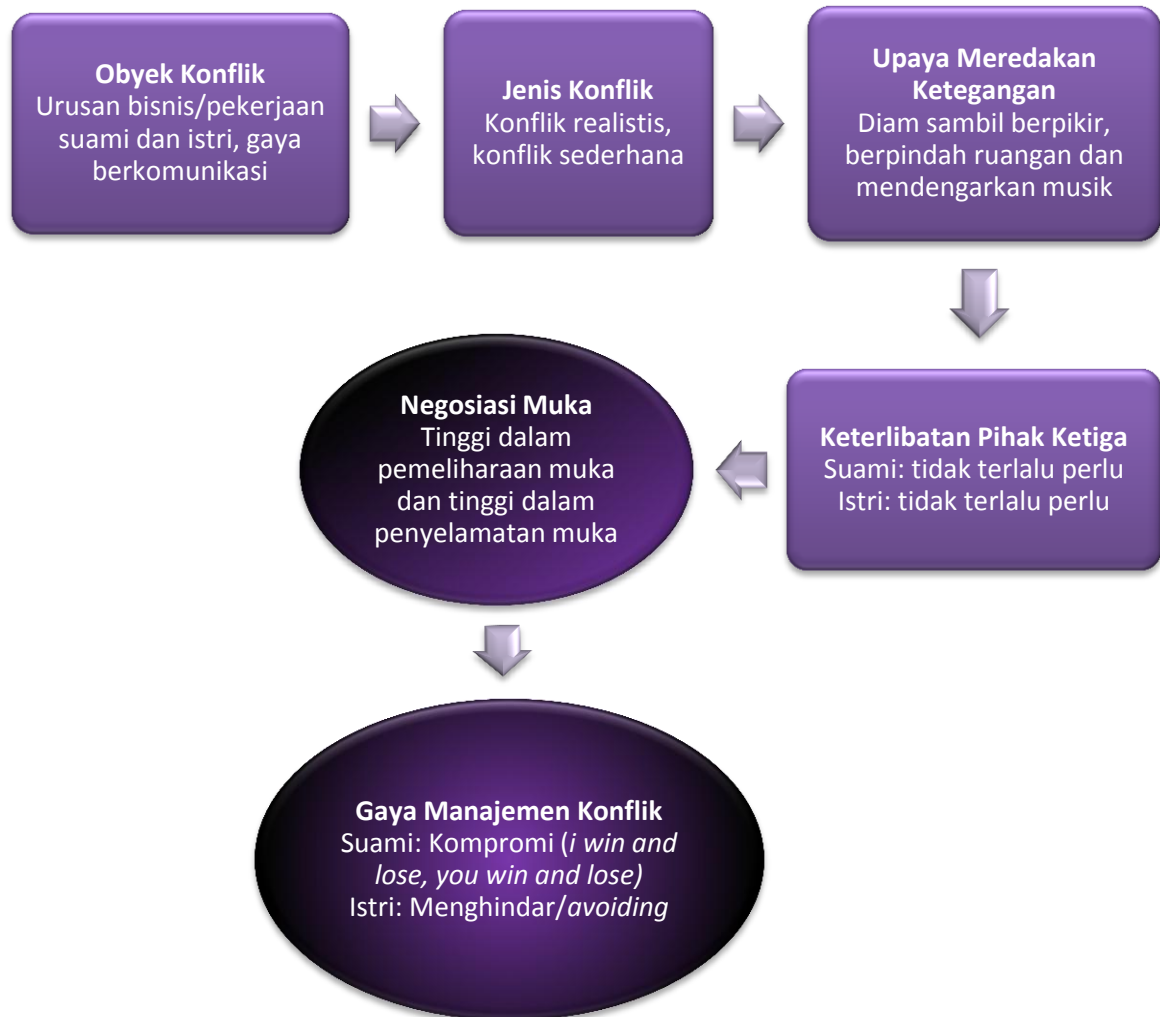 Obyek Konflik
Urusan bisnis/pekerjaan
suami dan istri, gaya
berkomunikasi
Jenis Konflik
Konflik realistis,
konflik sederhana
Upaya Meredakan
Ketegangan
Diam sambil berpikir,
berpindah ruangan dan
mendengarkan musik
Keterlibatan Pihak Ketiga
Suami: tidak terlalu perlu
Istri: tidak terlalu perlu
Negosiasi Muka
Tinggi dalam
pemeliharaan muka
dan tinggi dalam
penyelamatan muka
Gaya Manajemen Konflik
Suami: Kompromi (i win and
lose, you win and lose)
Istri: Menghindar/avoiding